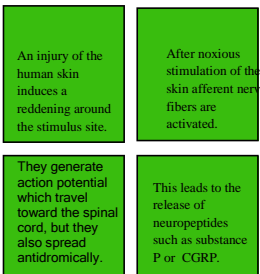 An injury of the
human skin
induces a
reddening around
the stimulus site.
After noxious
stimulation of the
skin afferent nerv
fibers are
activated.
They generate
action potential
which travel
toward the spinal
cord, but they
also spread
antidromically.
This leads to the
release of
neuropeptides
such as substance
P or CGRP.